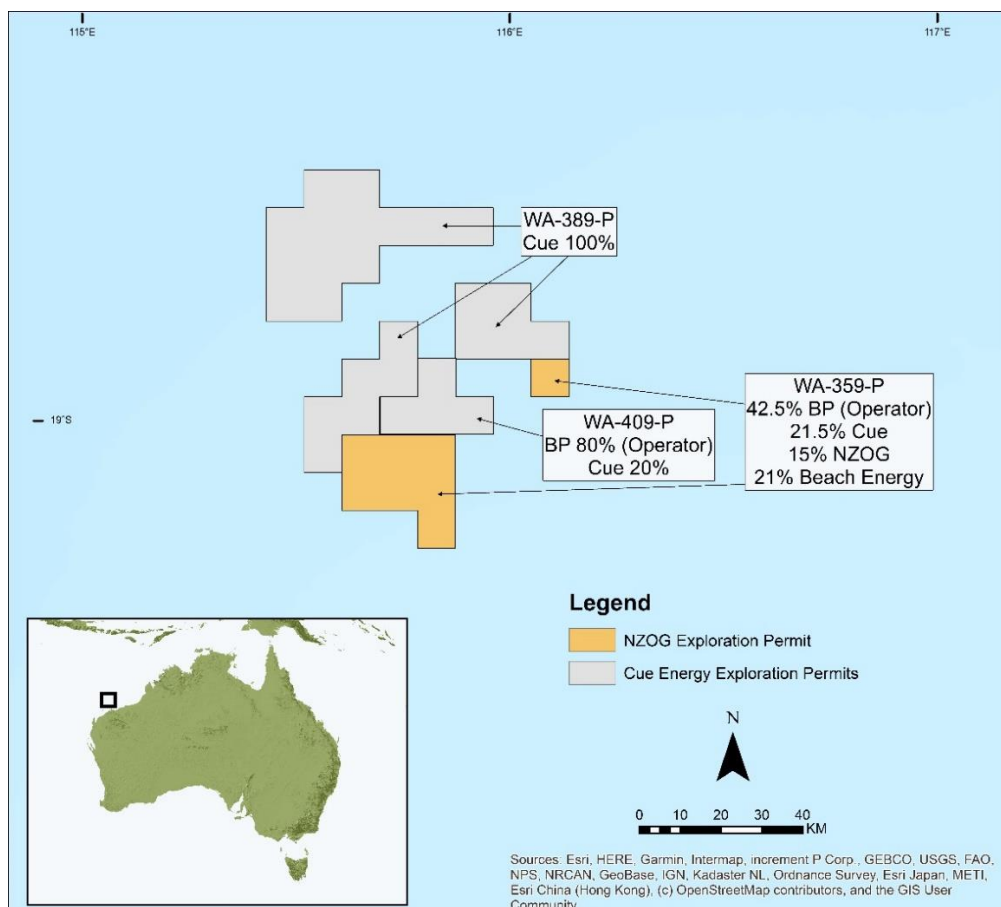 115°E
116°E
117°E
WA-389-P
Cue 100%
19°S
WA-409-P
BP 80% (Operator)
Cue 20%
WA-359-P
42.5% BP (Operator)
21.5% Cue
15% NZOG
21% Beach Energy
Legend
NZOG Exploration Permit
Cue Energy Exploration Permits
N
0 10 20 30 40
KM
Sources: Esri, HERE, Garmin, Intermap, increment P Corp., GEBCO, USGS, FAO,
NPS, NRCAN, GeoBase, IGN, Kadaster NL, Ordnance Survey, Esri Japan, METI,
Esri China (Hong Kong), (c) OpenStreetMap contributors, and the GIS User
Community